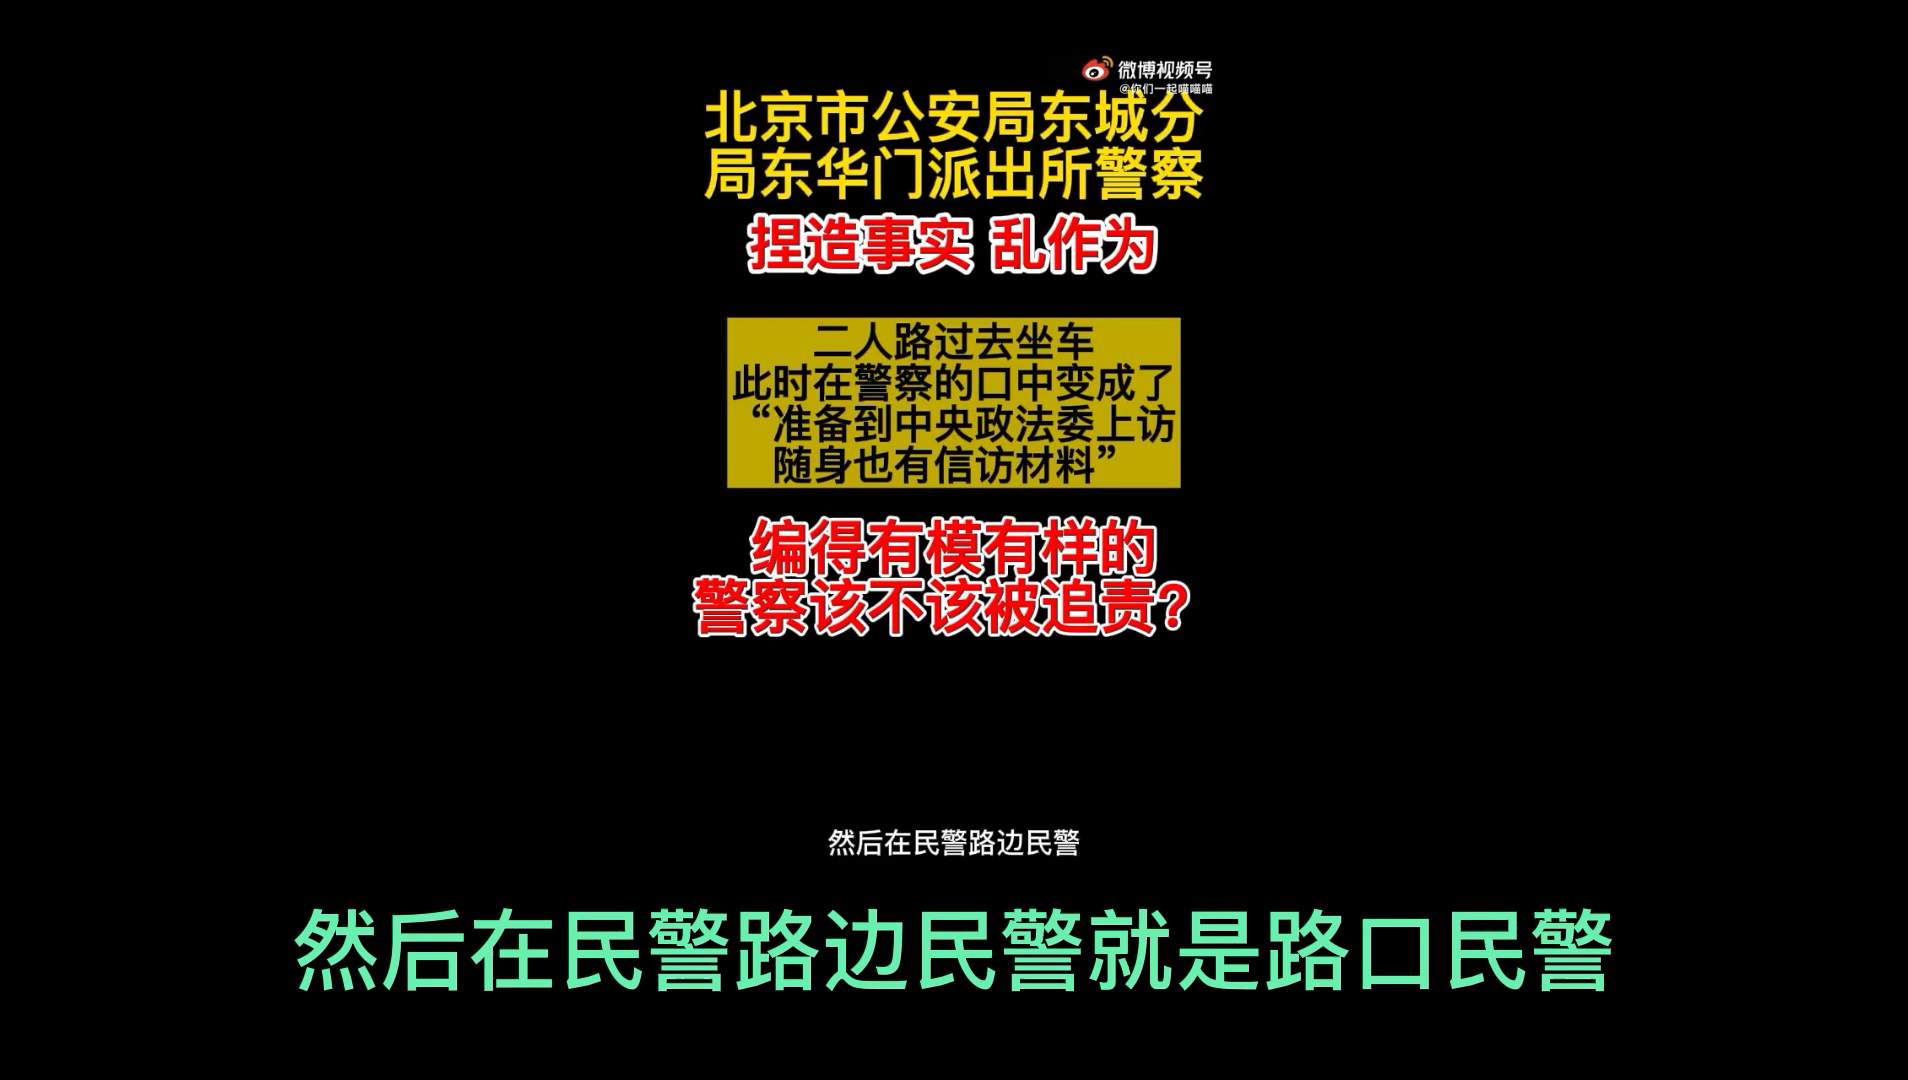 微博视频号
@你们一起喵喵喵
北京市公安局东城分
局东华门派出所警察
捏造事实 乱作为
二人路过去坐车
此时在警察的口中变成了
“准备到中央政法委上访
随身也有信访材料”
编得有模有样的
警察该不该被追责?
然后在民警路边民警
然后在民警路边民警就是路口民警